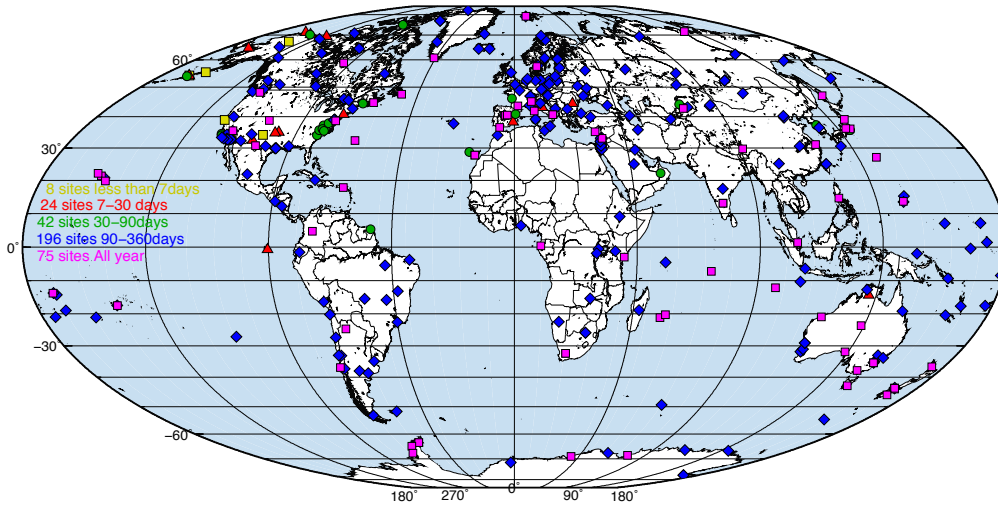 60°
30°
8 sites less than 7days
24 sites 7−30 days
42 sites 30−90days
196 sites 90−360days
0°
75 sites All year
−30°
−60°
180° 270° 0° 90° 180°